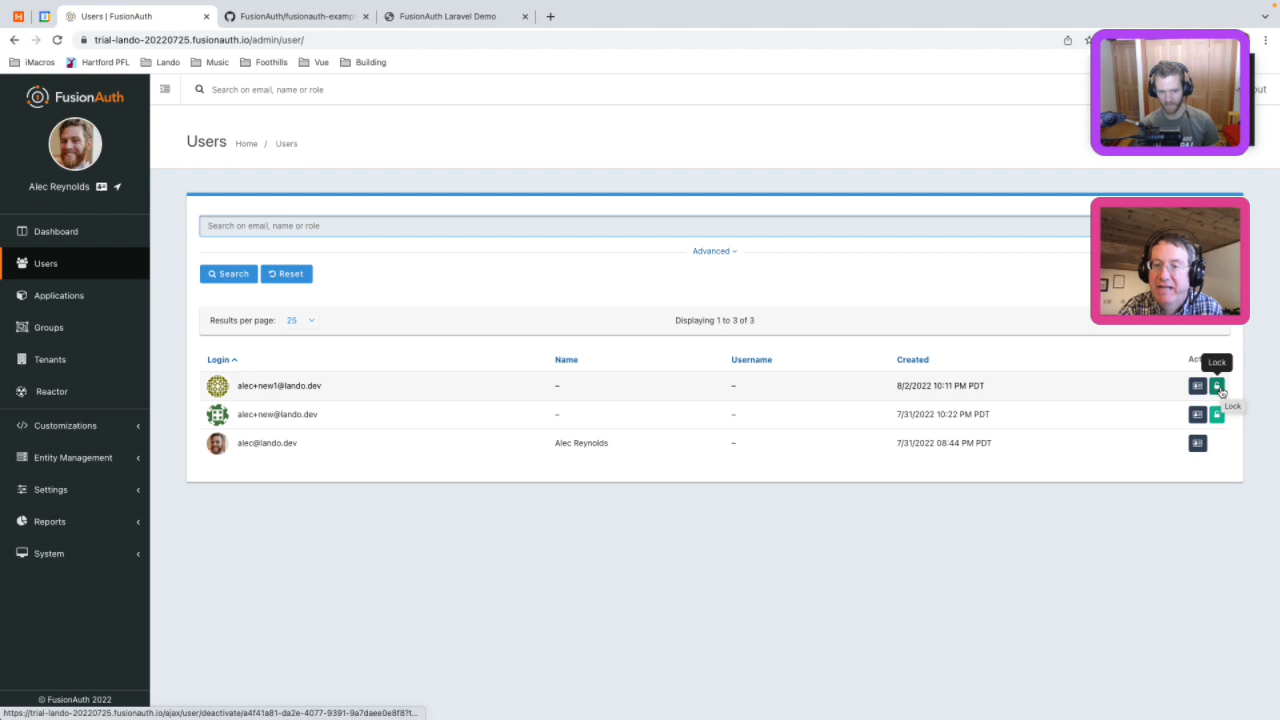 Users | FusionAuth
FusionAuth/fusionauth-exampl
FusionAuth Laravel Demo
trial-lando-20220725.fusionauth.io/admin/user/
iMacros
Hartford PFL
Lando
Music
Foothills
Vue
Building
FusionAuth
Search on email, name or role
out
Users
Home / Users
Alec Reynolds
Dashboard
Users
Applications
Groups
Tenants
Reactor
Customizations
Entity Management
Settings
Reports
System
Search on email, name or role
Advanced
Search
Reset
Results per page: 25
Displaying 1 to 3 of 3
Login
Name
Username
Created
Act
Lock
alec+new1@lando.dev – – 8/2/2022 10:11 PM PDT
Lock
alec+new@lando.dev – – 7/31/2022 10:22 PM PDT
alec@lando.dev Alec Reynolds – 7/31/2022 08:44 PM PDT
© FusionAuth 2022
https://trial-lando-20220725.fusionauth.io/ajax/user/deactivate/a4f41a81-da2e-4077-9391-9a7daee0e8f8?t...